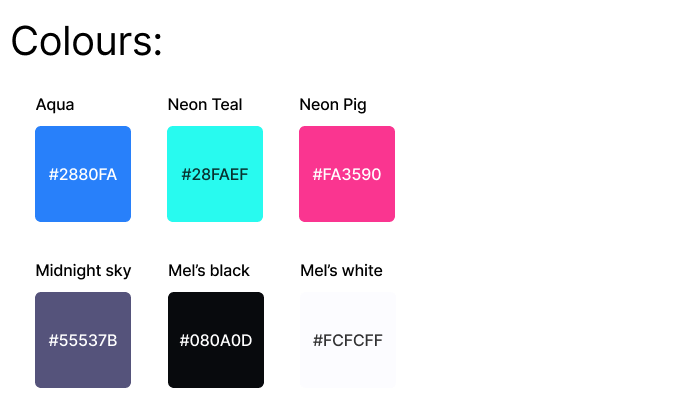 Colours:
Aqua Neon Teal Neon Pig
#2880FA #28FAEF #FA3590
Midnight sky Mel’s black Mel’s white
#55537B #080A0D #FCFCFF